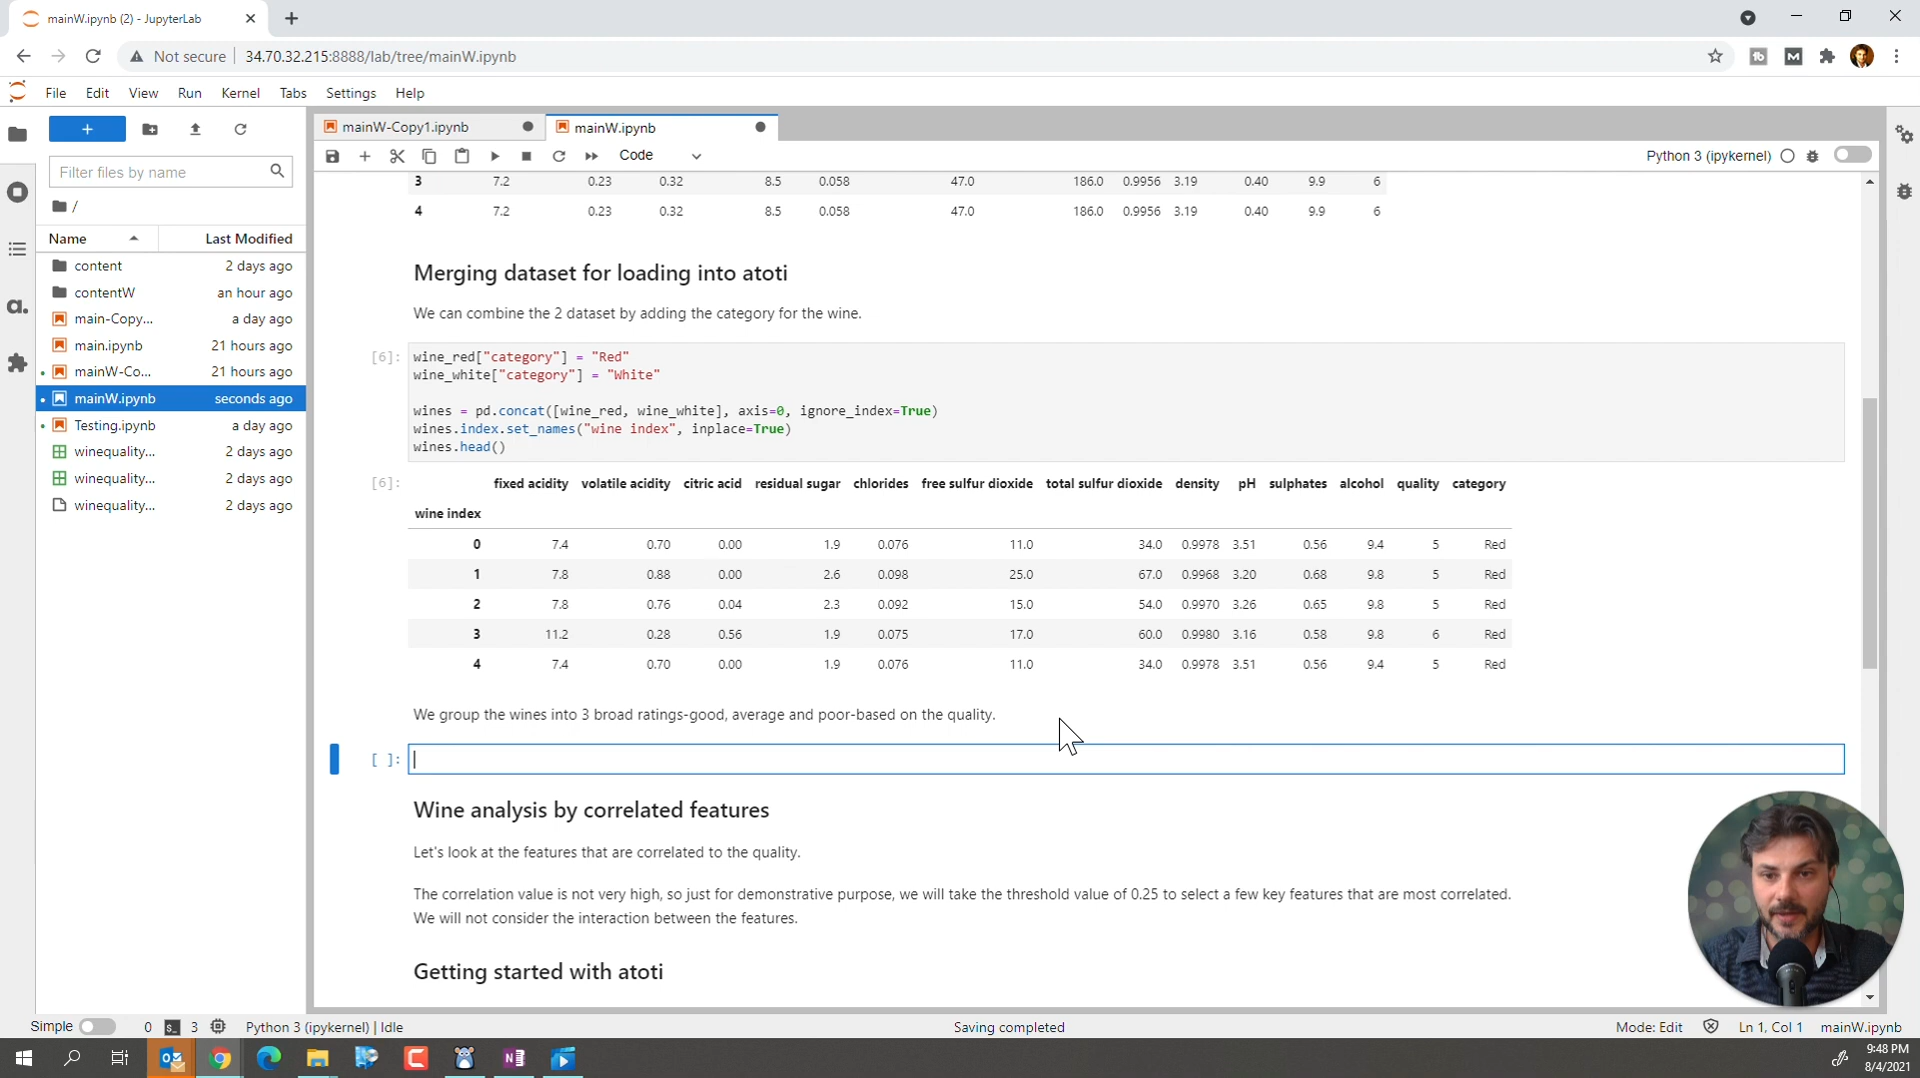 mainW.ipynb (2) - JupyterLab
Not secure 34.70.32.215:8888/lab/tree/mainW.ipynb
File Edit View Run Kernel Tabs Settings Help
mainW-Copy1.ipynb mainW.ipynb
Code Python 3 (ipykernel)
Filter files by name
/
Name Last Modified
content 2 days ago
contentW an hour ago
main-Copy... a day ago
main.ipynb 21 hours ago
mainW-Co... 21 hours ago
mainW.ipynb seconds ago
Testing.ipynb a day ago
winequality... 2 days ago
winequality... 2 days ago
winequality... 2 days ago
3 7.2 0.23 0.32 8.5 0.058 47.0 186.0 0.9956 3.19 0.40 9.9 6
4 7.2 0.23 0.32 8.5 0.058 47.0 186.0 0.9956 3.19 0.40 9.9 6
Merging dataset for loading into atoti
We can combine the 2 dataset by adding the category for the wine.
[6]: wine_red["category"] = "Red"
wine_white["category"] = "White"
wines = pd.concat([wine_red, wine_white], axis=0, ignore_index=True)
wines.index.set_names("wine index", inplace=True)
wines.head()
[6]: fixed acidity volatile acidity citric acid residual sugar chlorides free sulfur dioxide total sulfur dioxide density pH sulphates alcohol quality category
wine index
0 7.4 0.70 0.00 1.9 0.076 11.0 34.0 0.9978 3.51 0.56 9.4 5 Red
1 7.8 0.88 0.00 2.6 0.098 25.0 67.0 0.9968 3.20 0.68 9.8 5 Red
2 7.8 0.76 0.04 2.3 0.092 15.0 54.0 0.9970 3.26 0.65 9.8 5 Red
3 11.2 0.28 0.56 1.9 0.075 17.0 60.0 0.9980 3.16 0.58 9.8 6 Red
4 7.4 0.70 0.00 1.9 0.076 11.0 34.0 0.9978 3.51 0.56 9.4 5 Red
We group the wines into 3 broad ratings-good, average and poor-based on the quality.
[ ]:
Wine analysis by correlated features
Let's look at the features that are correlated to the quality.
The correlation value is not very high, so just for demonstrative purpose, we will take the threshold value of 0.25 to select a few key features that are most correlated.
We will not consider the interaction between the features.
Getting started with atoti
Simple 0 3 Python 3 (ipykernel) | Idle Saving completed Mode: Edit Ln 1, Col 1 mainW.ipynb
9:48 PM
8/4/2021